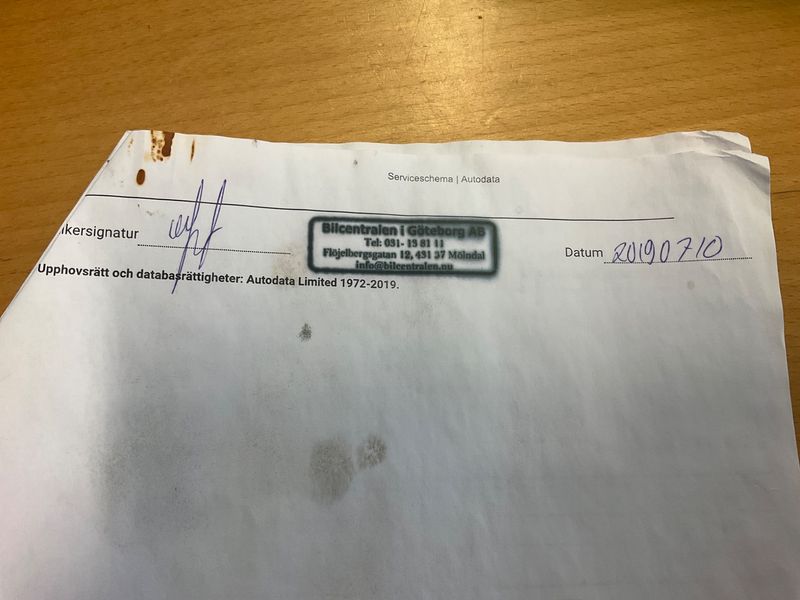 Serviceschema | Autodata
ikersignatur
Bilcentralen i Göteborg AB
Tel: 031- 13 81 11
Flöjelbergsgatan 12, 431 37 Mölndal
info@bilcentralen.nu
Datum 20190710
Upphovsrätt och databasrättigheter: Autodata Limited 1972-2019.